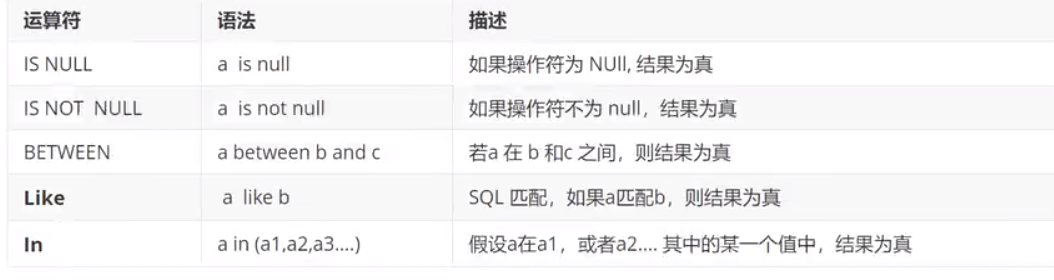 运算符 语法 描述
IS NULL a is null 如果操作符为 NUll, 结果为真
IS NOT NULL a is not null 如果操作符不为 null，结果为真
BETWEEN a between b and c 若a 在 b 和c 之间，则结果为真
Like a like b SQL 匹配，如果a匹配b，则结果为真
In a in (a1,a2,a3....) 假设a在a1，或者a2.... 其中的某一个值中，结果为真